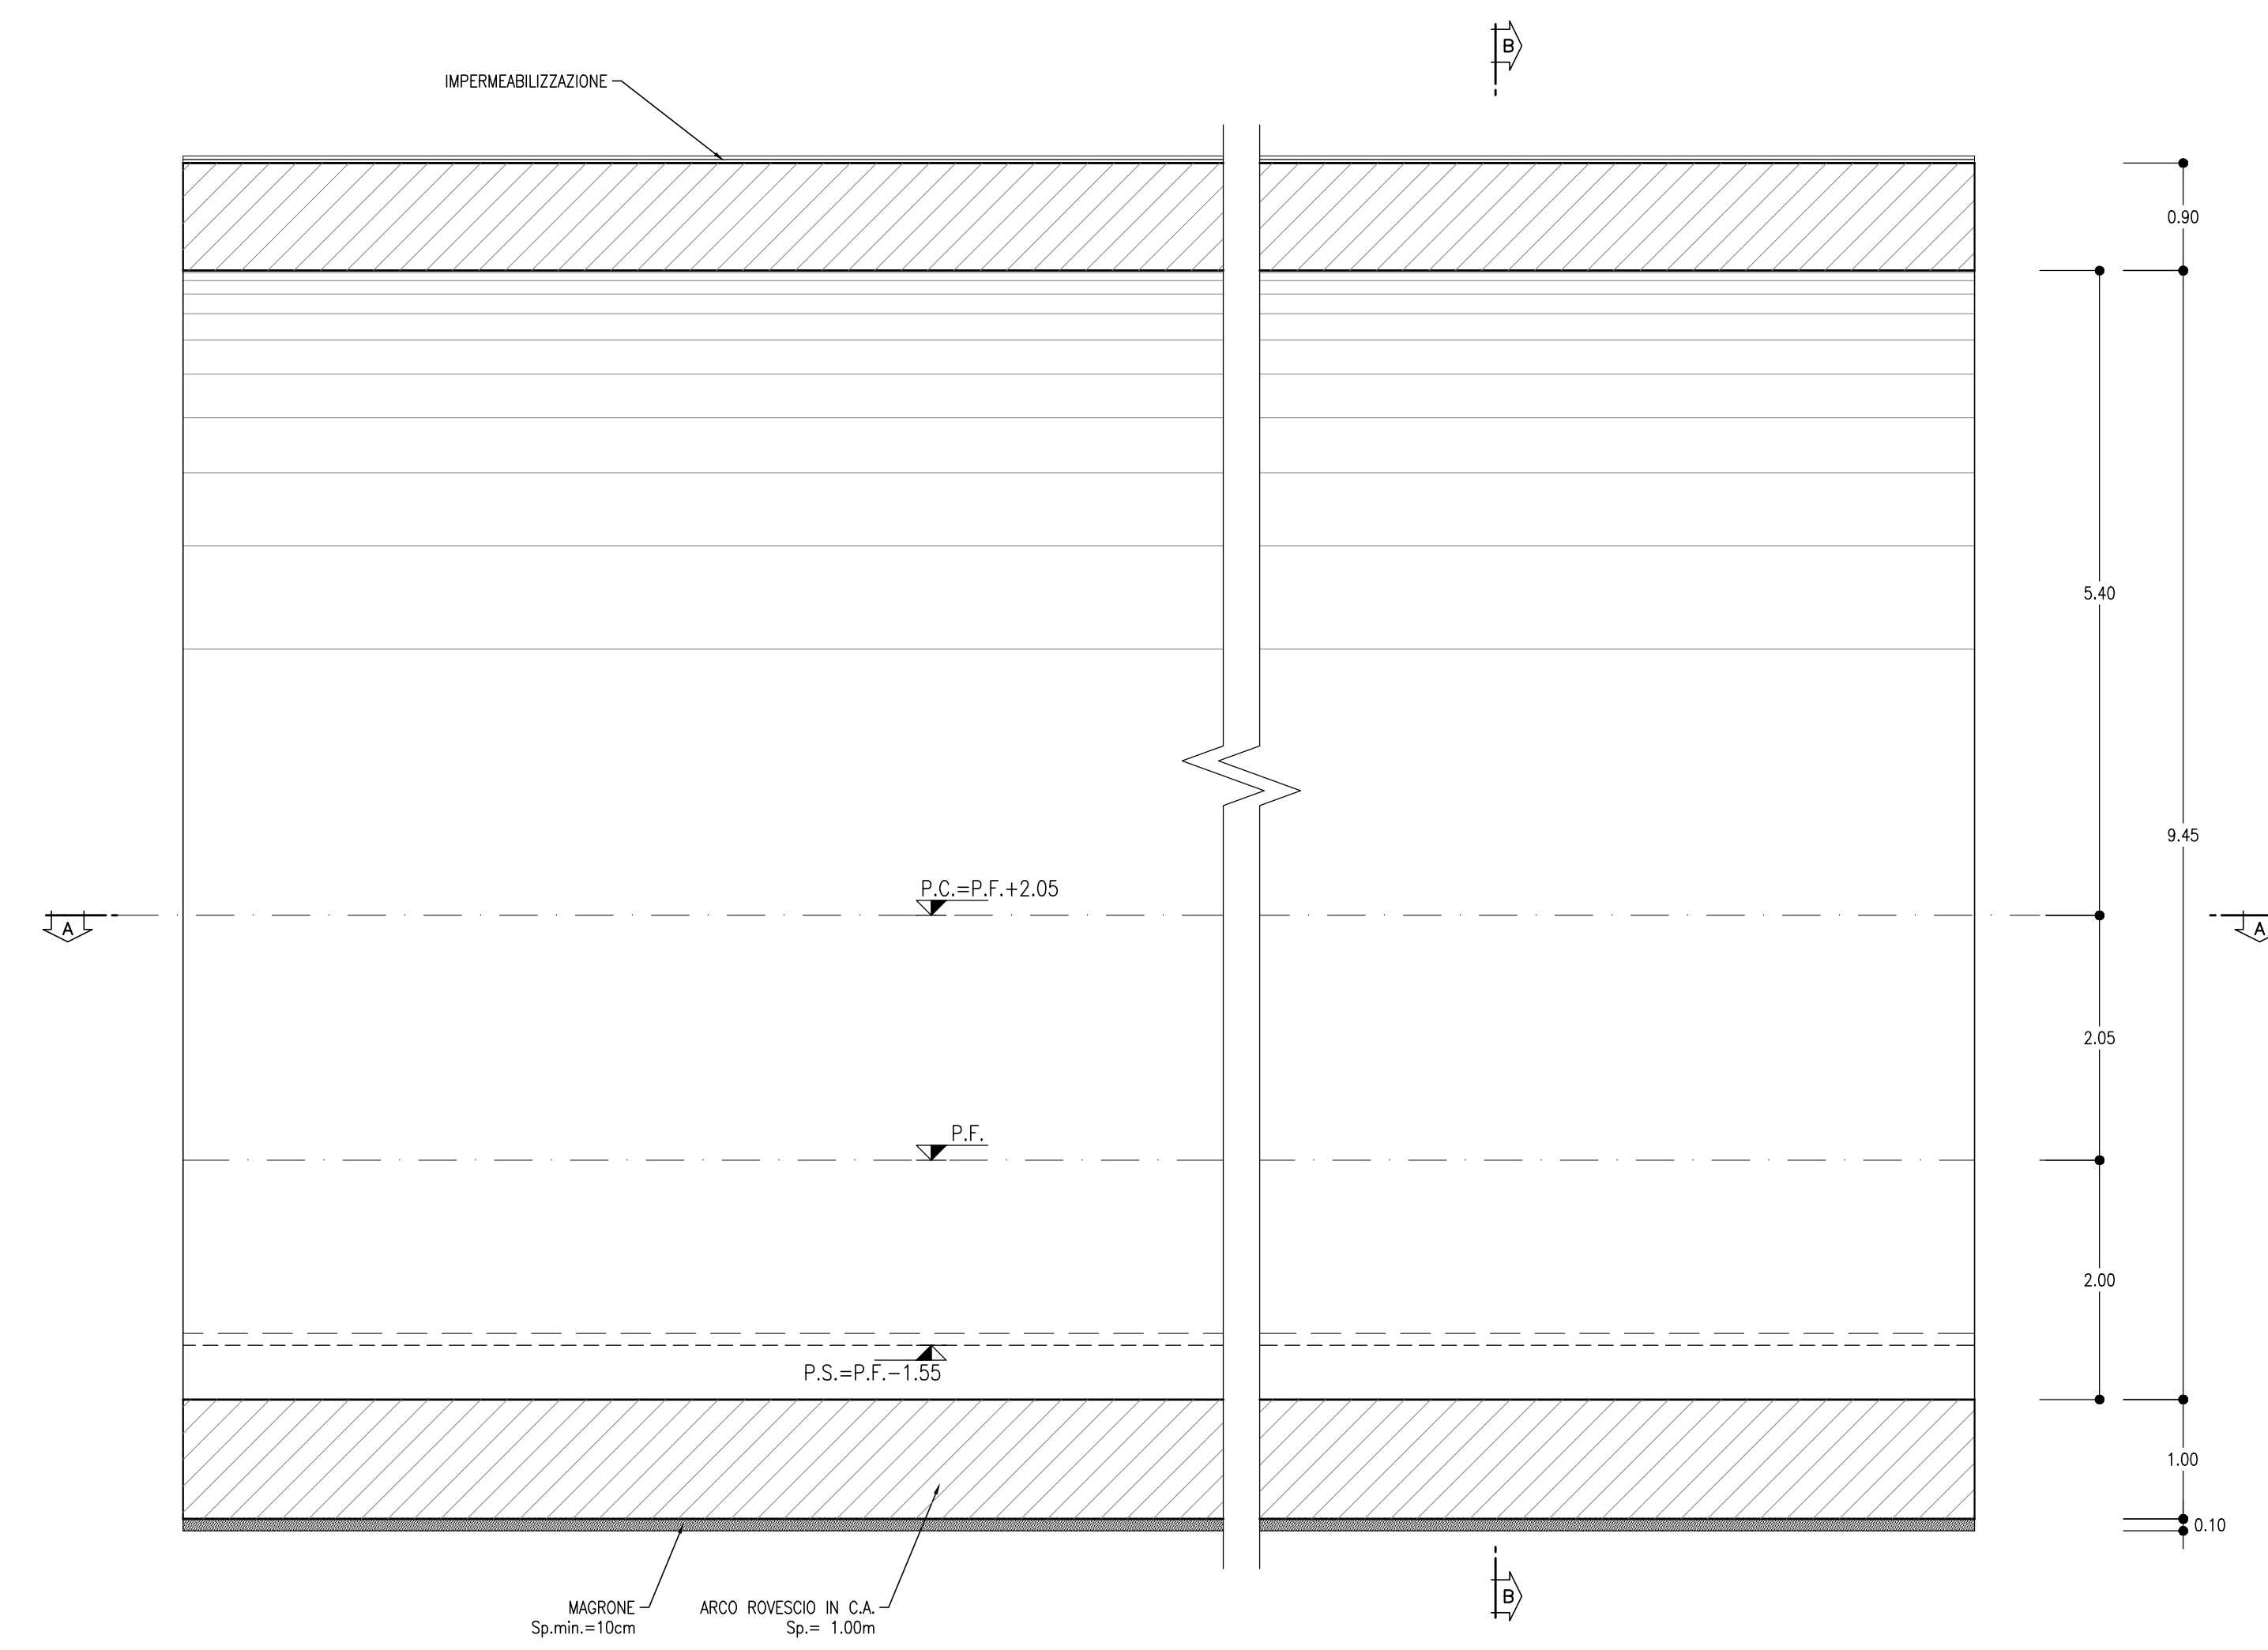 B
IMPERMEABILIZZAZIONE
0.90
5.40
9.45
P.C.=P.F.+2.05
A
A
2.05
P.F.
2.00
P.S.=P.F.-1.55
1.00
0.10
B
MAGRONE
Sp.min.=10cm
ARCO ROVESCIO IN C.A.
Sp.= 1.00m